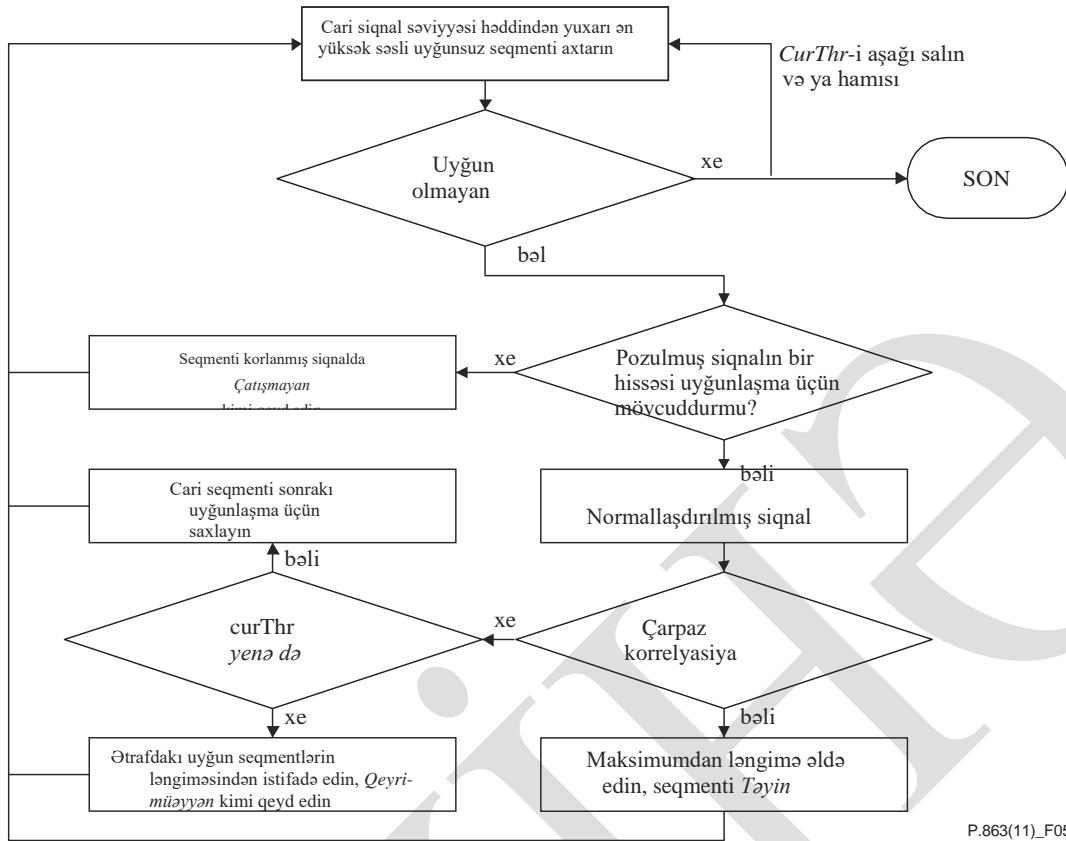 Cari siqnal səviyyəsi həddindən yuxarı ən
yüksək səsli uyğunsuz seqmenti axtarın
CurThr-i aşağı salın
və ya hamısı
Uyğun
olmayan
xe
SON
bəl
Seqmenti korlanmış siqnalda
Çatışmayan
kimi qeyd edin
xe
Pozulmuş siqnalın bir
hissəsi uyğunlaşma üçün
mövcuddurmu?
bəli
Cari seqmenti sonrakı
uyğunlaşma üçün
saxlayın
Normallaşdırılmış siqnal
bəli
curThr
yenə də
xe
Çarpaz
korrelyasiya
xe
bəli
Ətrafdakı uyğun seqmentlərin
ləngiməsindən istifadə edin, Qeyri-
müəyyən kimi qeyd edin
Maksimumdan ləngimə əldə
edin, seqmenti Təyin
P.863(11)_F05